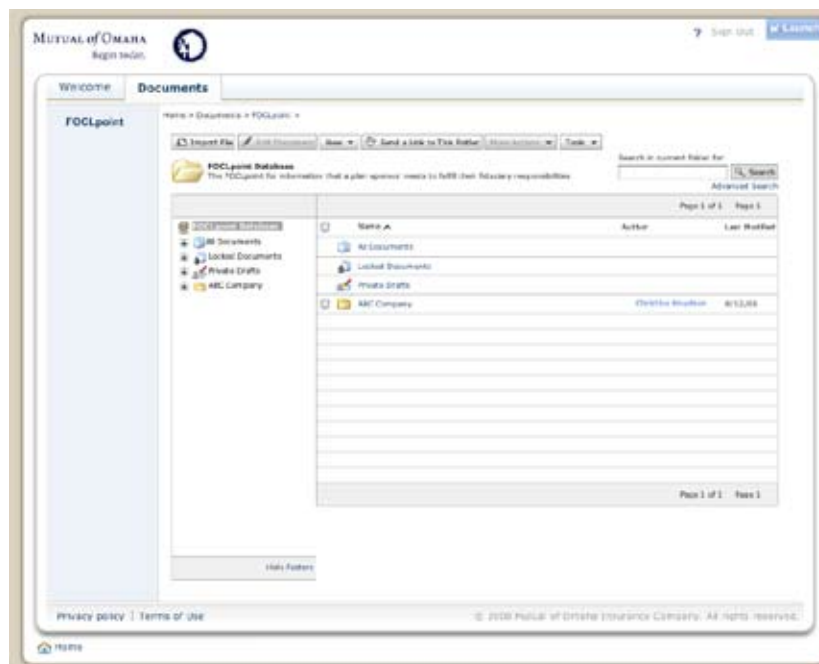 MUTUAL of OMAHA
Begin today.
? Sign Out Launch
Welcome Documents
FOCLpoint
Home > Documents > FOCLpoint >
Import File Edit Document New Send a Link to This Folder More Actions Tools
FOCLpoint Database
The FOCLpoint for information that a plan sponsor needs to fulfill their fiduciary responsibilities
Search in current folder for:
Search
Advanced Search
Page 1 of 1 Page 1
FOCLpoint Database
All Documents
Locked Documents
Private Drafts
ABC Company
Name Author Last Modified
All Documents
Locked Documents
Private Drafts
ABC Company
Page 1 of 1 Page 1
Hide Folders
Privacy policy | Terms of Use © 2008 Mutual of Omaha Insurance Company. All rights reserved.
Home